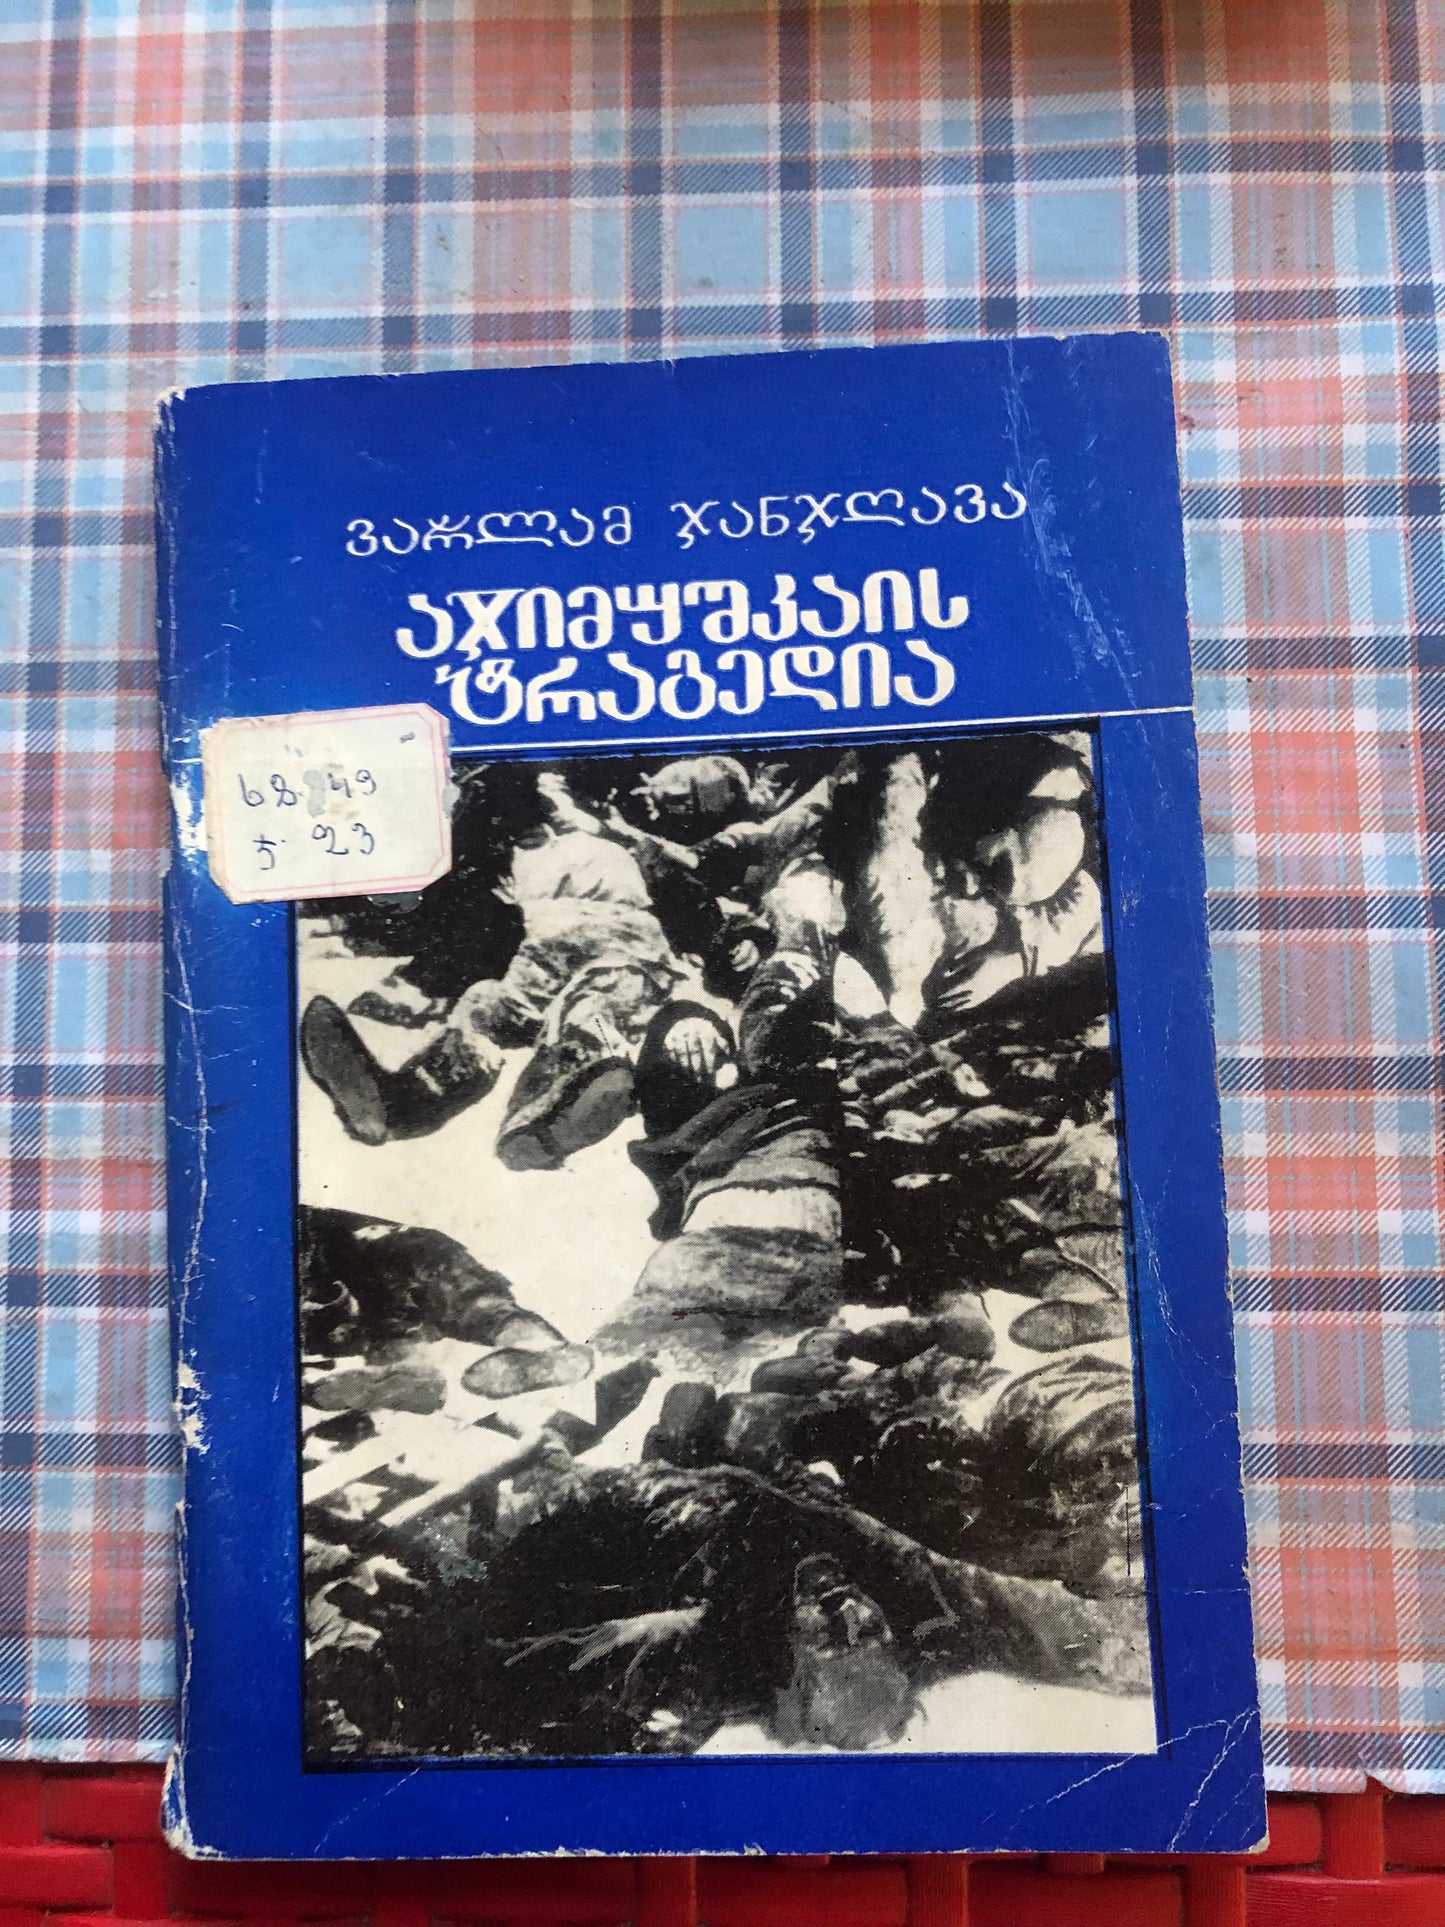 ვარლამ ჯანჯღავა
აჯიმუშკაის
ტრაგედია